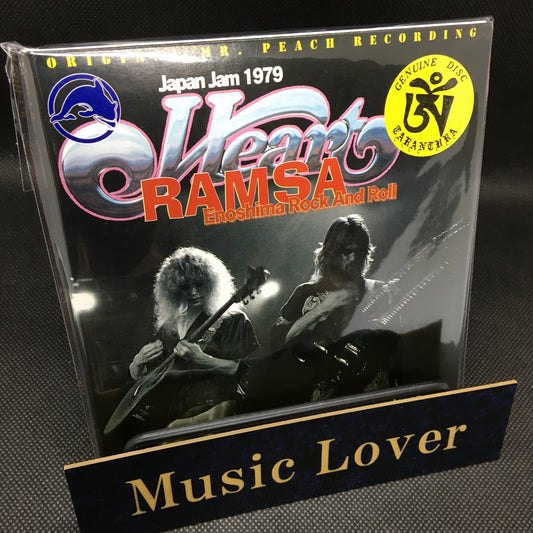 ORIGINAL MR. PEACH RECORDING
Japan Jam 1979
Heart
RAMSA
Enoshima Rock And Roll
GENUINE DISC
TARANTURA
Music Lover